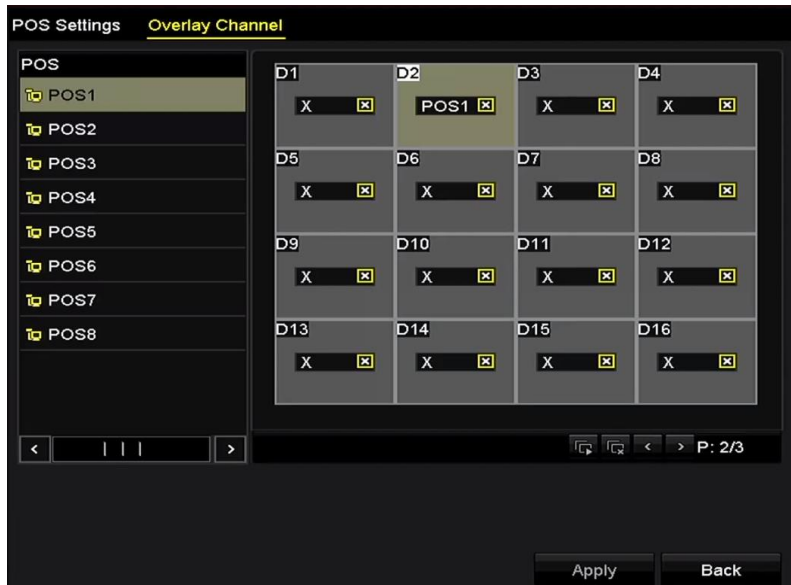 POS Settings Overlay Channel
POS
POS1
POS2
POS3
POS4
POS5
POS6
POS7
POS8
D1 D2 D3 D4
X POS1 X X
D5 D6 D7 D8
X X X X
D9 D10 D11 D12
X X X X
D13 D14 D15 D16
X X X X
P: 2/3
Apply Back